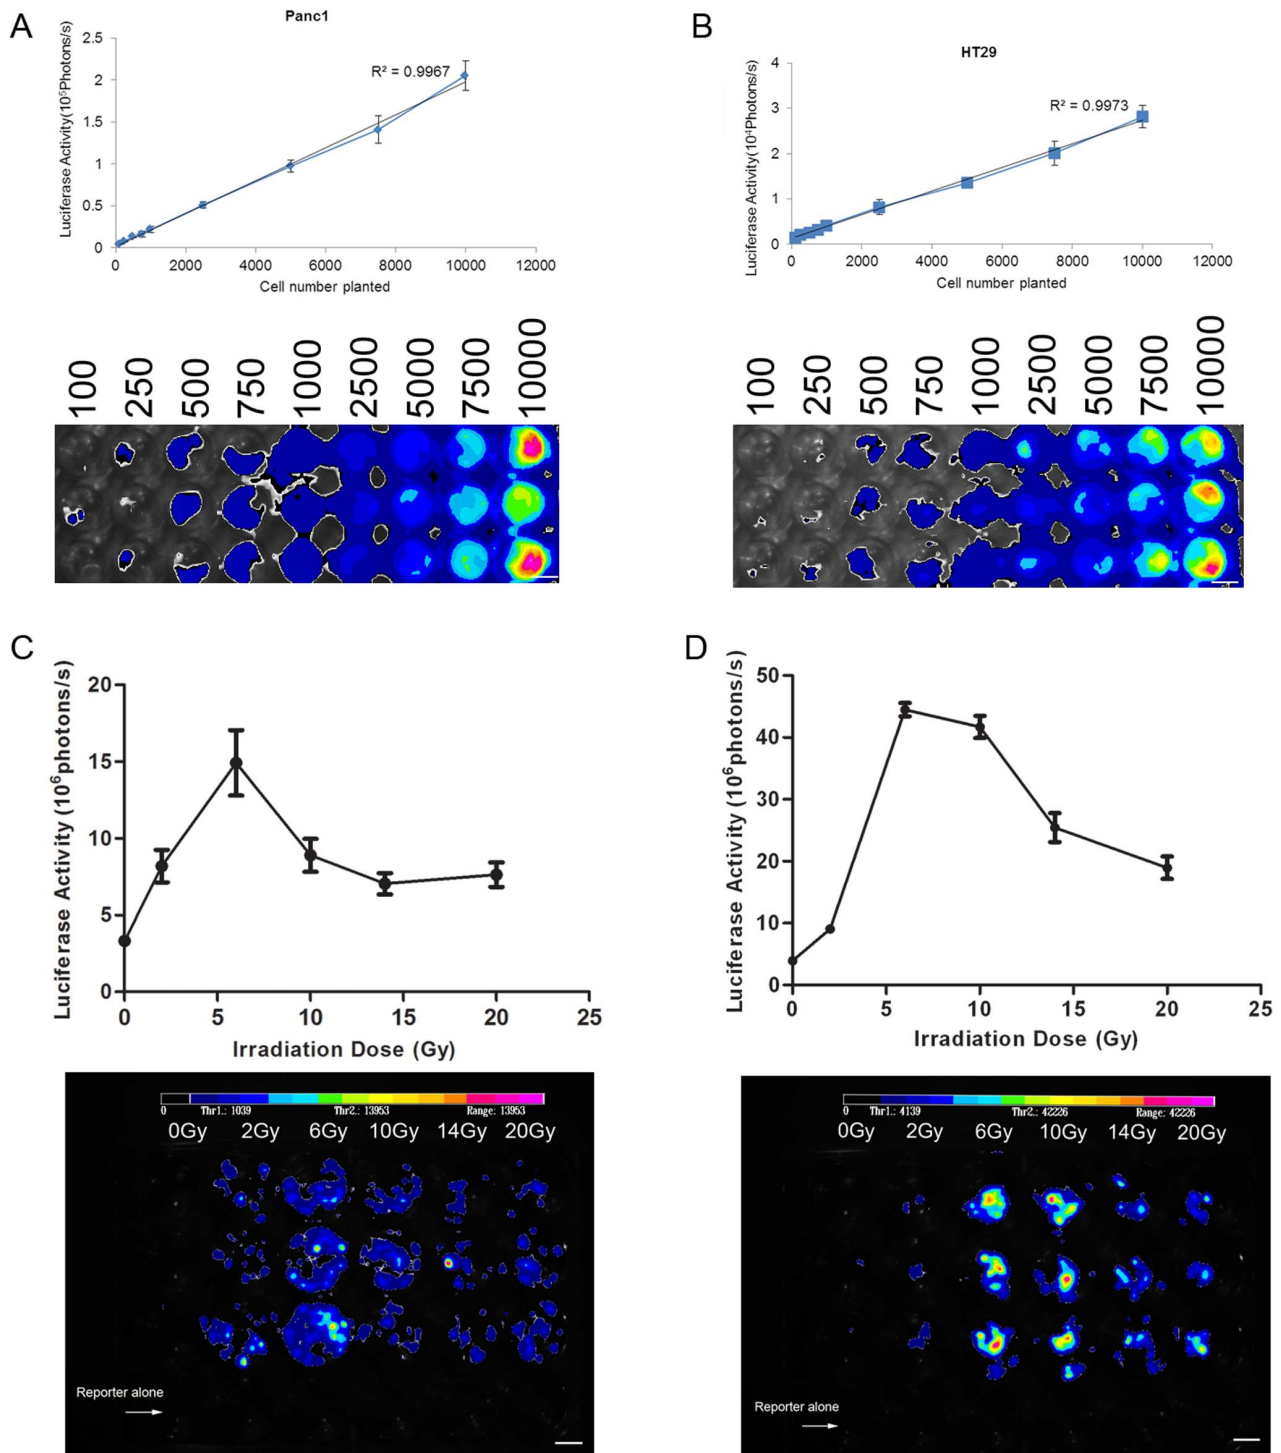 A
Panc1
Luciferase Activity(10⁵Photons/s)
2.5
2
1.5
1
0.5
0
R² = 0.9967
0 2000 4000 6000 8000 10000 12000
Cell number planted
100 250 500 750 1000 2500 5000 7500 10000
B
HT29
4
3
2
1
0
R² = 0.9973
0 2000 4000 6000 8000 10000 12000
Cell number planted
100 250 500 750 1000 2500 5000 7500 10000
C
Luciferase Activity (10⁶photons/s)
20
15
10
5
0
0 5 10 15 20 25
Irradiation Dose (Gy)
0 Thr1.: 1039 Thr2.: 13953 Range: 13953
0Gy 2Gy 6Gy 10Gy 14Gy 20Gy
Reporter alone
D
Luciferase Activity (10⁶photons/s)
50
40
30
20
10
0
0 5 10 15 20 25
Irradiation Dose (Gy)
0 Thr1.: 4139 Thr2.: 42226 Range: 42226
0Gy 2Gy 6Gy 10Gy 14Gy 20Gy
Reporter alone